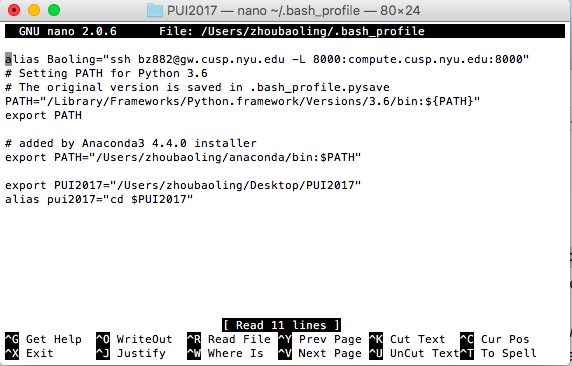 PUI2017 — nano ~/.bash_profile — 80×24
GNU nano 2.0.6 File: /Users/zhoubaoling/.bash_profile
alias Baoling="ssh bz882@gw.cusp.nyu.edu -L 8000:compute.cusp.nyu.edu:8000"
# Setting PATH for Python 3.6
# The original version is saved in .bash_profile.pysave
PATH="/Library/Frameworks/Python.framework/Versions/3.6/bin:${PATH}"
export PATH
# added by Anaconda3 4.4.0 installer
export PATH="/Users/zhoubaoling/anaconda/bin:$PATH"
export PUI2017="/Users/zhoubaoling/Desktop/PUI2017"
alias pui2017="cd $PUI2017"
[ Read 11 lines ]
^G Get Help ^O WriteOut ^R Read File ^Y Prev Page ^K Cut Text ^C Cur Pos
^X Exit ^J Justify ^W Where Is ^V Next Page ^U UnCut Text ^T To Spell